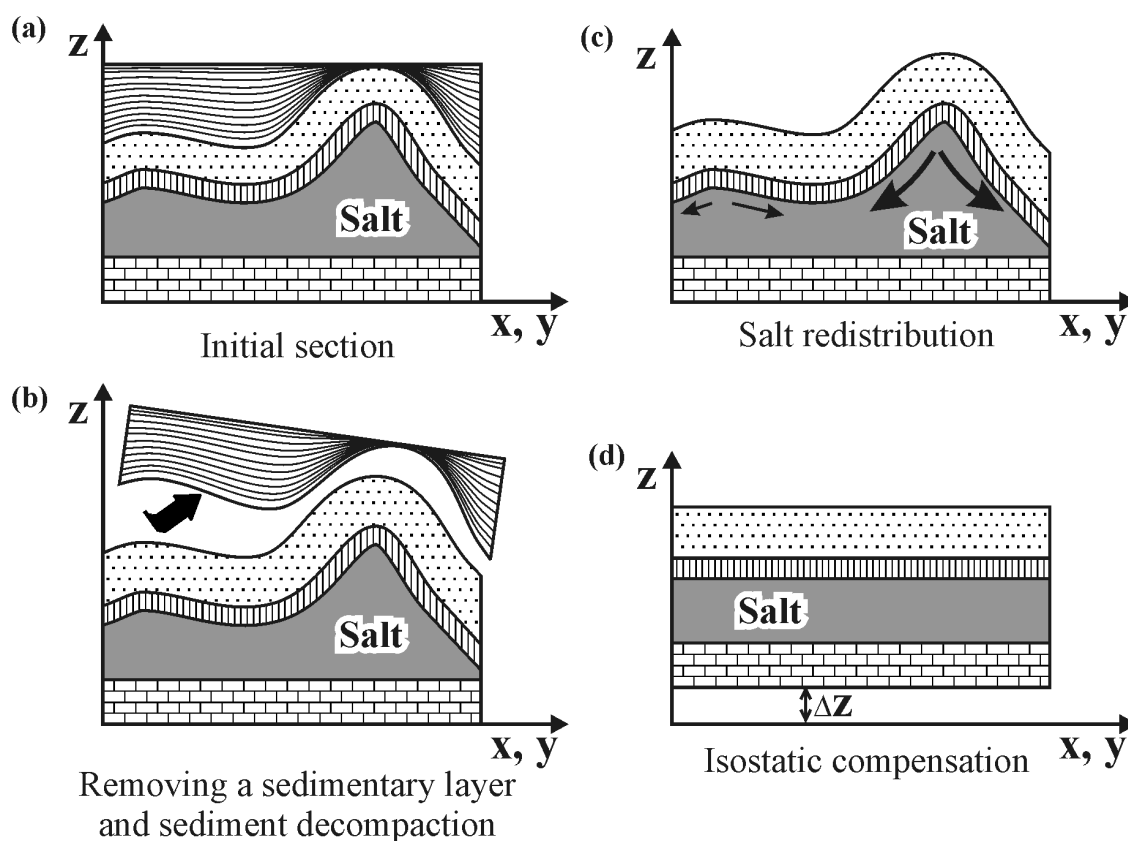 (a)
z
Salt
x, y
Initial section
(b)
z
Salt
x, y
Removing a sedimentary layer
and sediment decompaction
(c)
z
Salt
x, y
Salt redistribution
(d)
z
Salt
Δz
x, y
Isostatic compensation